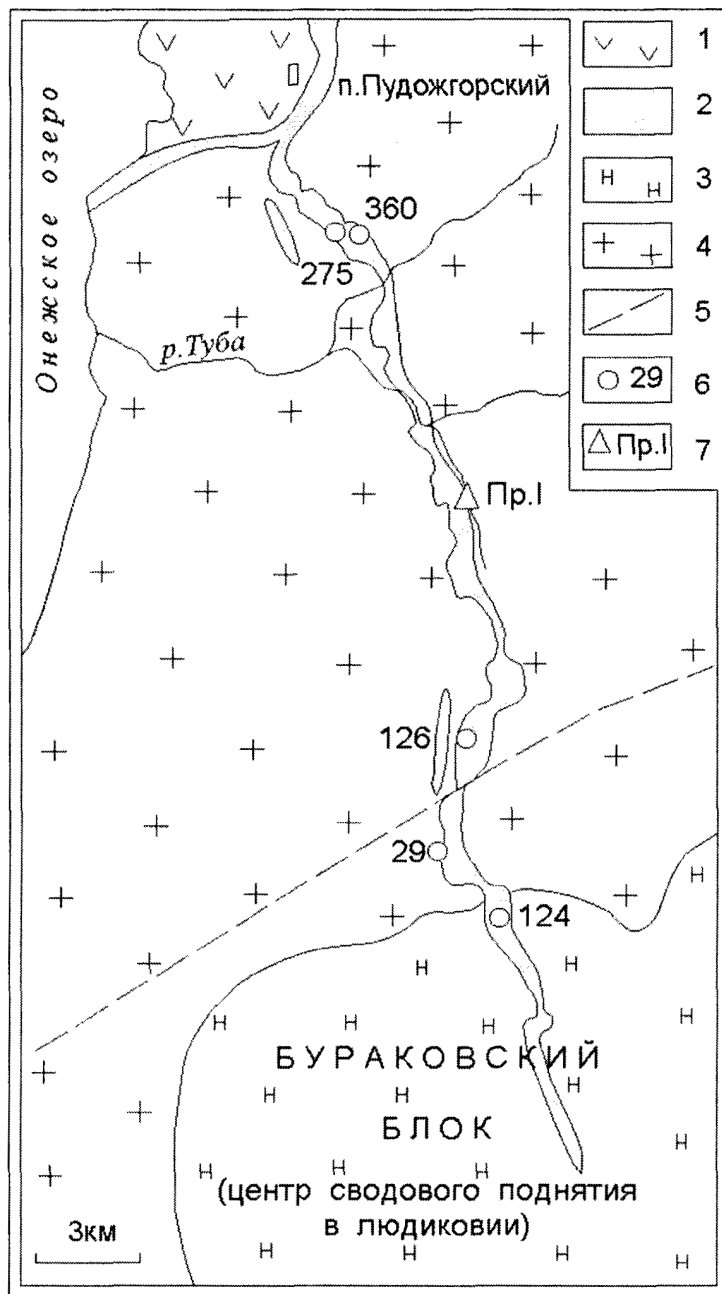 п.Пудожгорский
Онежское озеро
360
275
р.Туба
Пр.I
126
29
124
БУРАКОВСКИЙ
БЛОК
(центр сводового поднятия
в людиковии)
3км
1
2
3
4
5
29 6
Пр.I 7